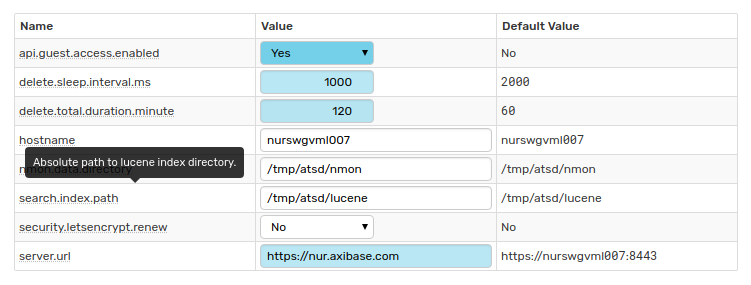 Name Value Default Value
api.guest.access.enabled Yes No
delete.sleep.interval.ms 1000 2000
delete.total.duration.minute 120 60
hostname nurswgvml007 nurswgvml007
Absolute path to lucene index directory.
nmon.data.directory /tmp/atsd/nmon /tmp/atsd/nmon
search.index.path /tmp/atsd/lucene /tmp/atsd/lucene
security.letsencrypt.renew No No
server.url https://nur.axibase.com https://nurswgvml007:8443